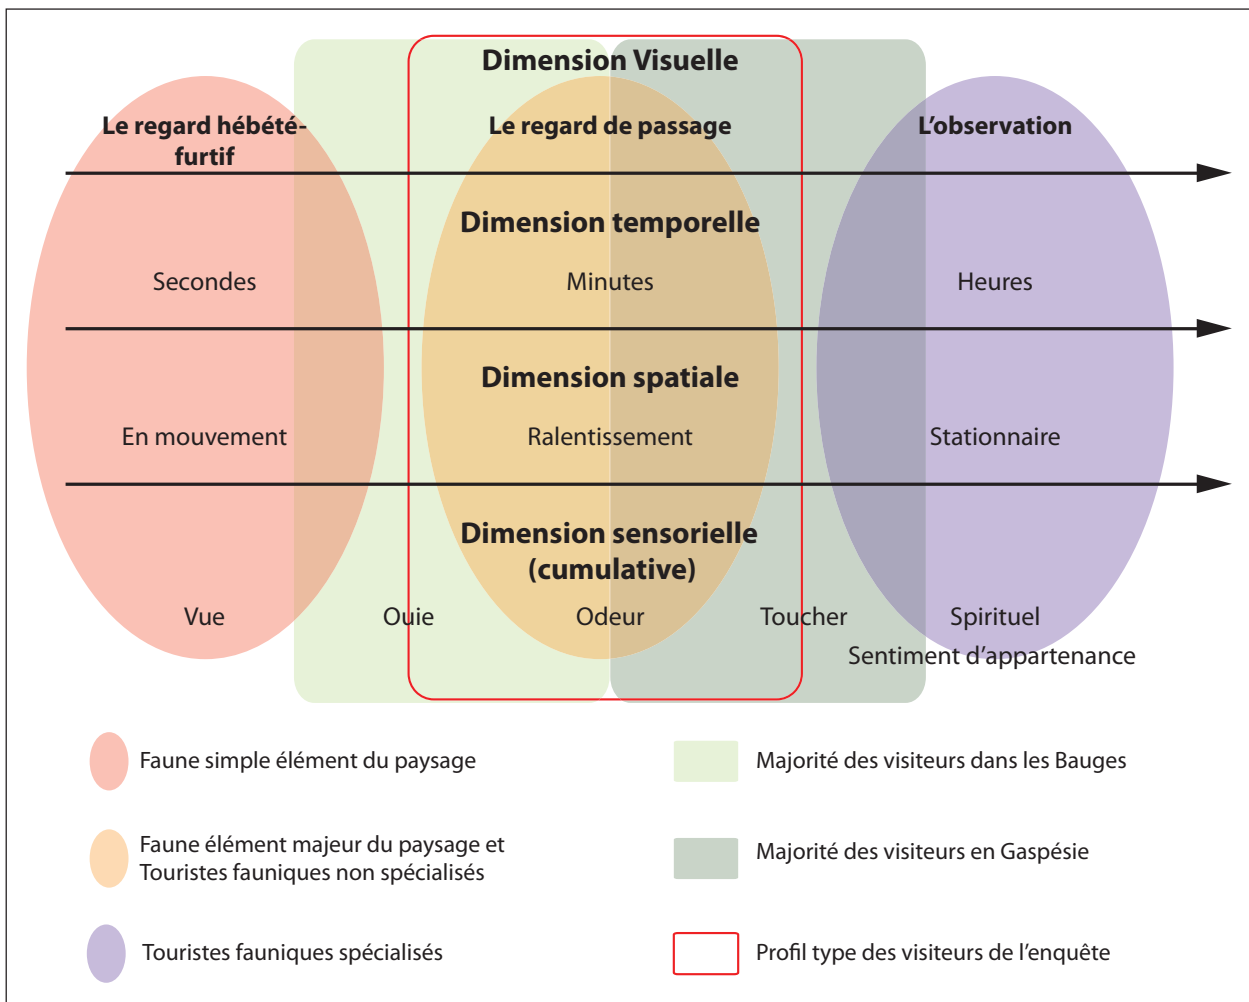 Dimension Visuelle
Le regard hébété-
furtif
Le regard de passage
L'observation
Dimension temporelle
Secondes
Minutes
Heures
Dimension spatiale
En mouvement
Ralentissement
Stationnaire
Dimension sensorielle
(cumulative)
Vue
Ouie
Odeur
Toucher
Spirituel
Sentiment d'appartenance
Faune simple élément du paysage
Faune élément majeur du paysage et
Touristes fauniques non spécialisés
Touristes fauniques spécialisés
Majorité des visiteurs dans les Bauges
Majorité des visiteurs en Gaspésie
Profil type des visiteurs de l'enquête